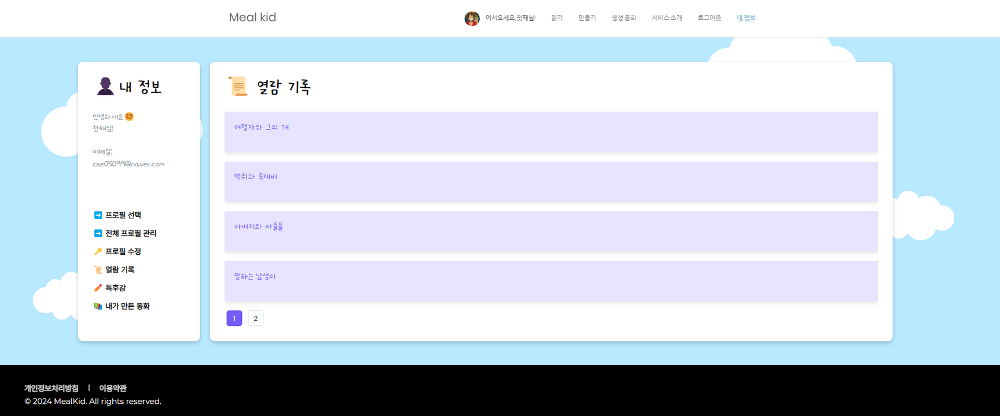 Meal kid
어서오세요, 첫째님!
읽기
만들기
생성 동화
서비스 소개
로그아웃
내 정보
내 정보
안녕하세요
첫째님!
이메일:
cse05099@naver.com
프로필 선택
전체 프로필 관리
프로필 수정
열람 기록
독후감
내가 만든 동화
열람 기록
여행자와 그의 개
박쥐와 족제비
아버지와 아들들
말하는 남생이
1 2
개인정보처리방침 | 이용약관
© 2024 MealKid. All rights reserved.